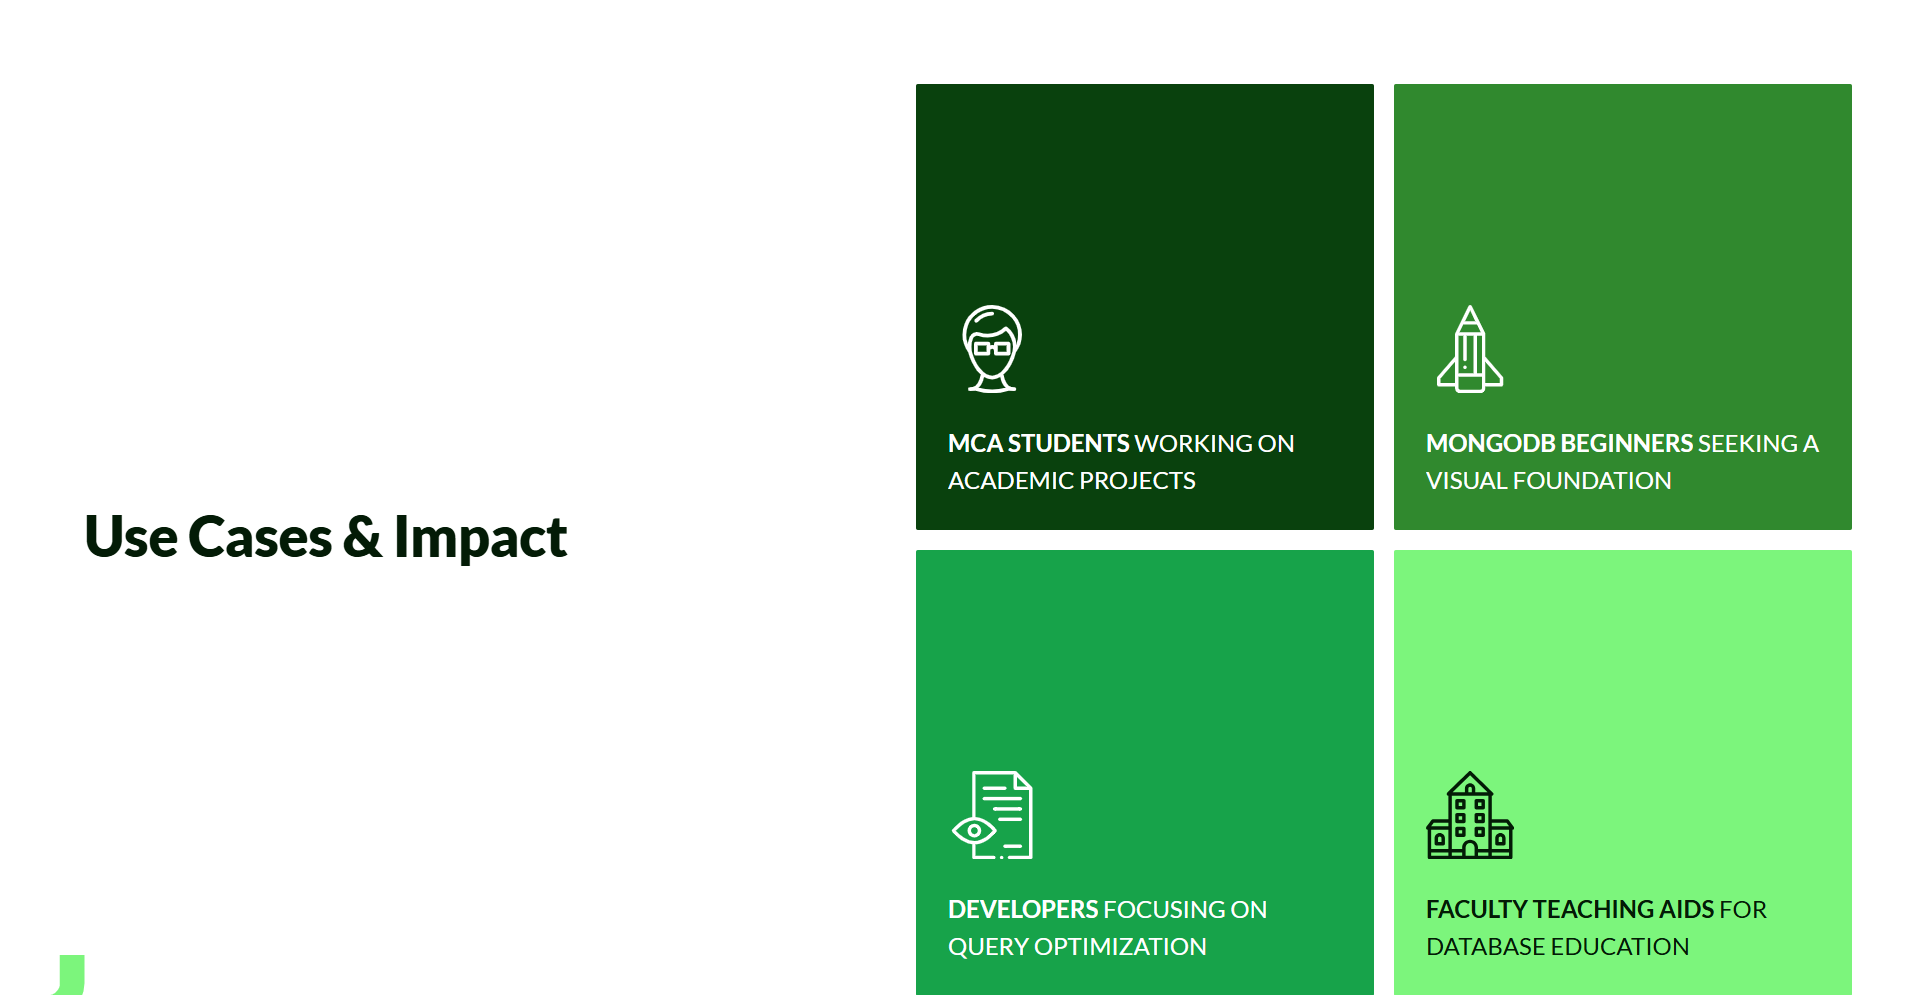 Use Cases & Impact
MCA STUDENTS WORKING ON
ACADEMIC PROJECTS
MONGODB BEGINNERS SEEKING A
VISUAL FOUNDATION
DEVELOPERS FOCUSING ON
QUERY OPTIMIZATION
FACULTY TEACHING AIDS FOR
DATABASE EDUCATION